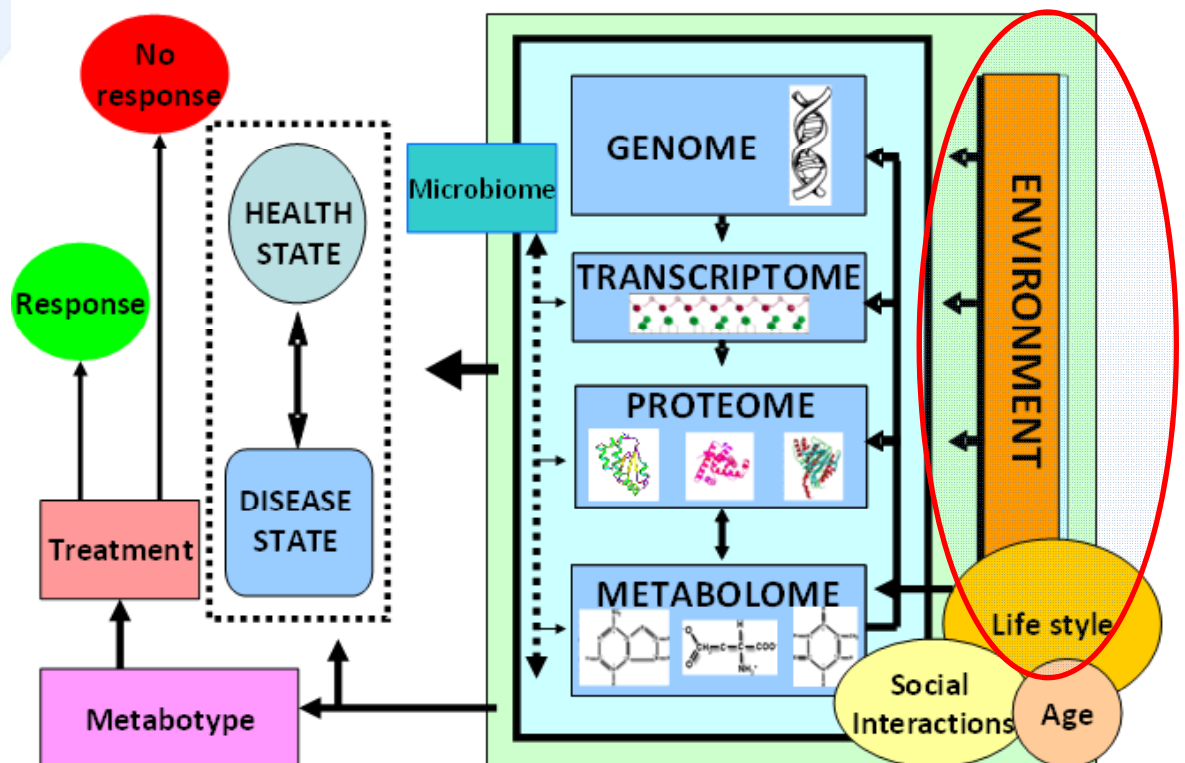 No
response
HEALTH
STATE
Response
DISEASE
STATE
Treatment
Metabotype
Microbiome
GENOME
TRANSCRIPTOME
PROTEOME
METABOLOME
ENVIRONMENT
Life style
Social
Interactions
Age